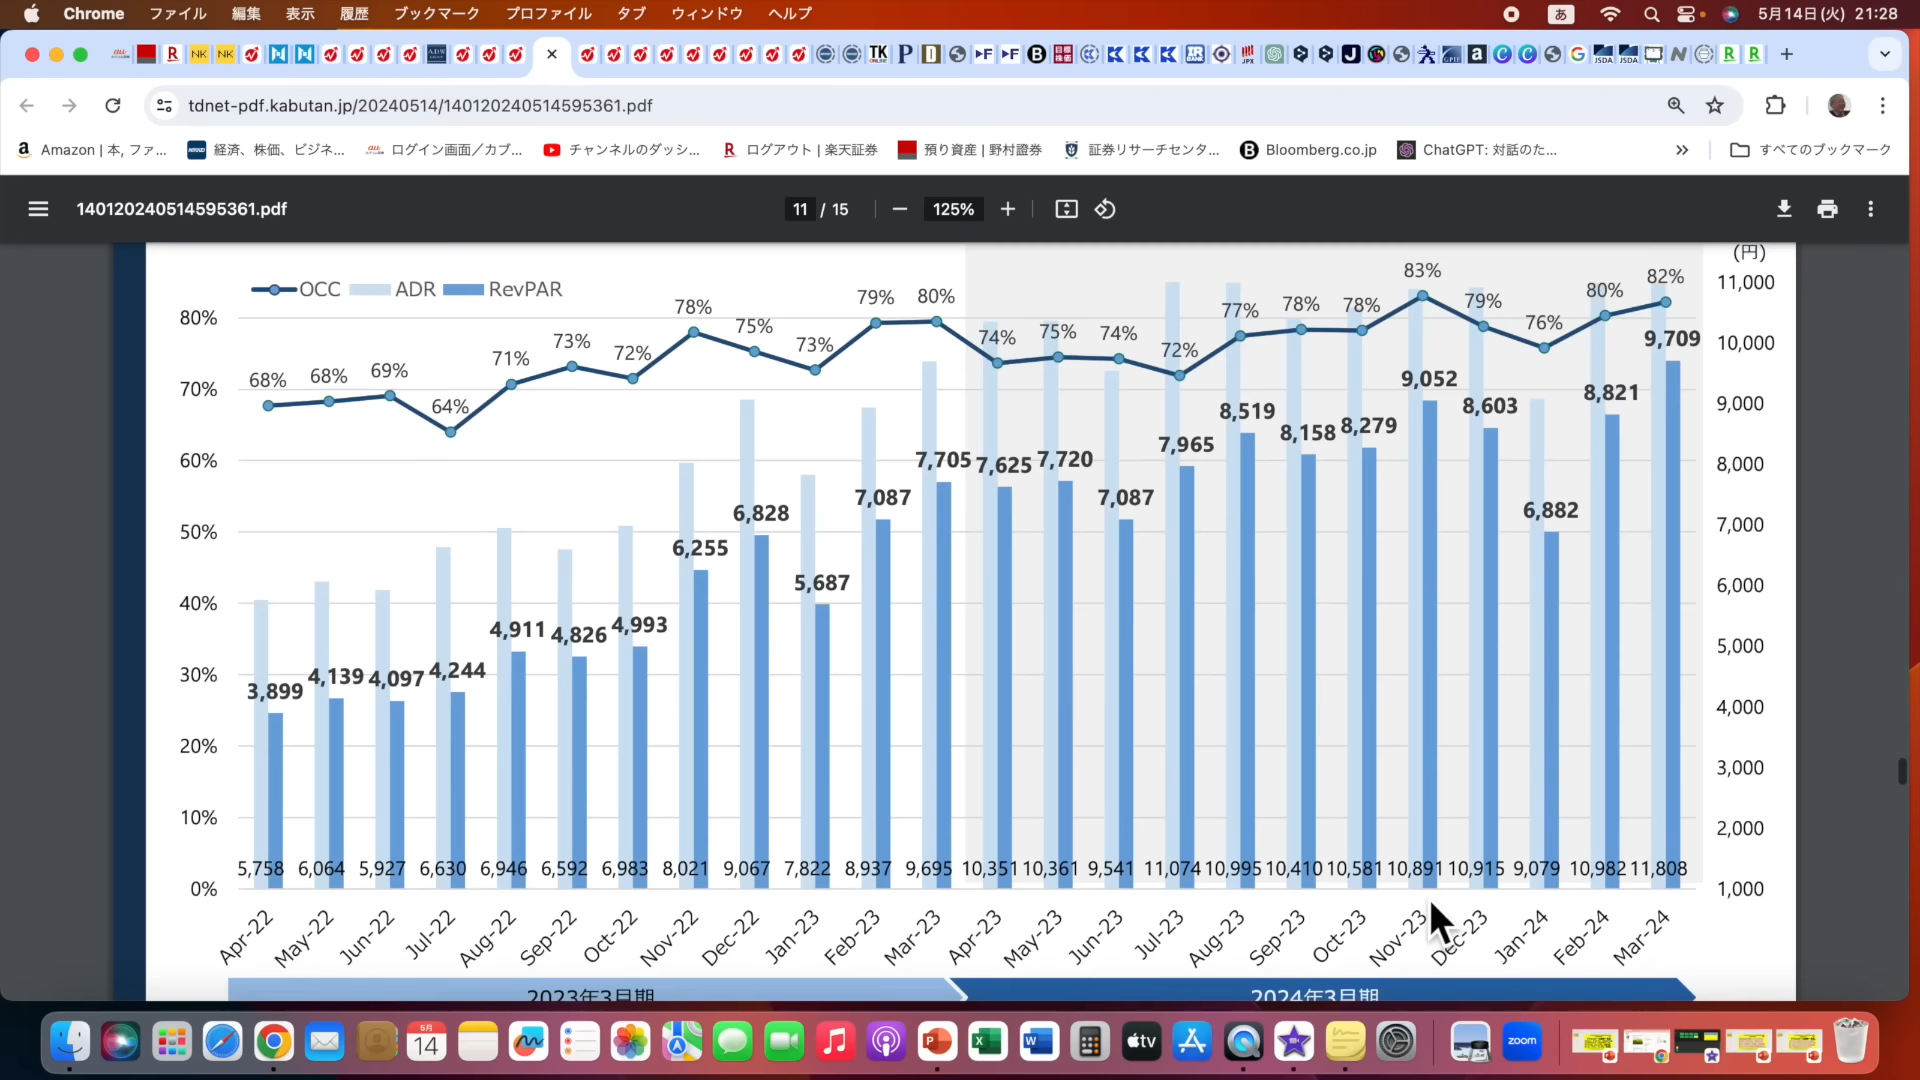 Chrome ファイル 編集 表示 履歴 ブックマーク プロファイル タブ ウィンドウ ヘルプ あ 5月14日(火) 21:28
tdnet-pdf.kabutan.jp/20240514/140120240514595361.pdf
Amazon | 本, ファ... 経済、株価、ビジネ... ログイン画面／カブ... チャンネルのダッシ... ログアウト | 楽天証券 預り資産 | 野村證券 証券リサーチセンタ... Bloomberg.co.jp ChatGPT: 対話のた... すべてのブックマーク
140120240514595361.pdf 11 / 15 125%
(円)
OCC ADR RevPAR
68% 68% 69% 64% 71% 73% 72% 78% 75% 73% 79% 80% 74% 75% 74% 72% 77% 78% 78% 83% 79% 76% 80% 82%
3,899 4,139 4,097 4,244 4,911 4,826 4,993 6,255 6,828 5,687 7,087 7,705 7,625 7,720 7,087 7,965 8,519 8,158 8,279 9,052 8,603 6,882 8,821 9,709
5,758 6,064 5,927 6,630 6,946 6,592 6,983 8,021 9,067 7,822 8,937 9,695 10,351 10,361 9,541 11,074 10,995 10,410 10,581 10,891 10,915 9,079 10,982 11,808
80%
70%
60%
50%
40%
30%
20%
10%
0%
11,000
10,000
9,000
8,000
7,000
6,000
5,000
4,000
3,000
2,000
1,000
Apr-22 May-22 Jun-22 Jul-22 Aug-22 Sep-22 Oct-22 Nov-22 Dec-22 Jan-23 Feb-23 Mar-23 Apr-23 May-23 Jun-23 Jul-23 Aug-23 Sep-23 Oct-23 Nov-23 Dec-23 Jan-24 Feb-24 Mar-24
2023年3月期 2024年3月期
5月
14
tv
zoom